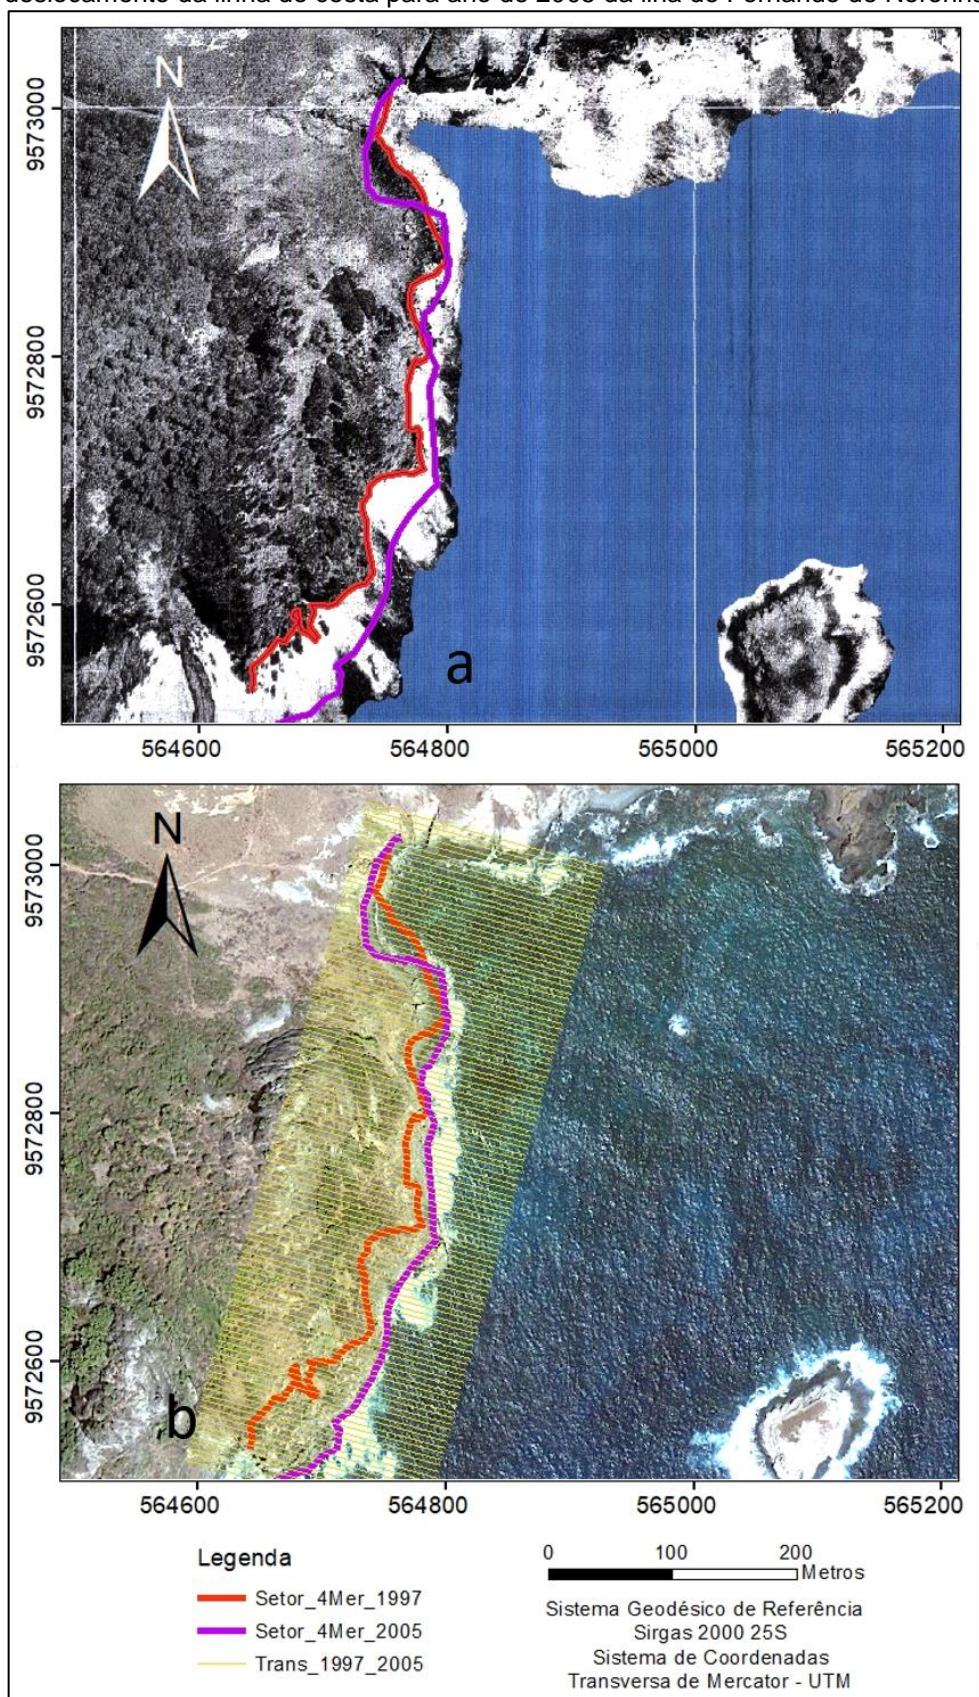 deslocamento da linha de costa para ano de 2005 da ilha de Fernando de Noronha
N
9573000
9572800
9572600
a
564600 564800 565000 565200
N
9573000
9572800
9572600
b
564600 564800 565000 565200
Legenda
Setor_4Mer_1997
Setor_4Mer_2005
Trans_1997_2005
0 100 200
Metros
Sistema Geodésico de Referência
Sirgas 2000 25S
Sistema de Coordenadas
Transversa de Mercator - UTM